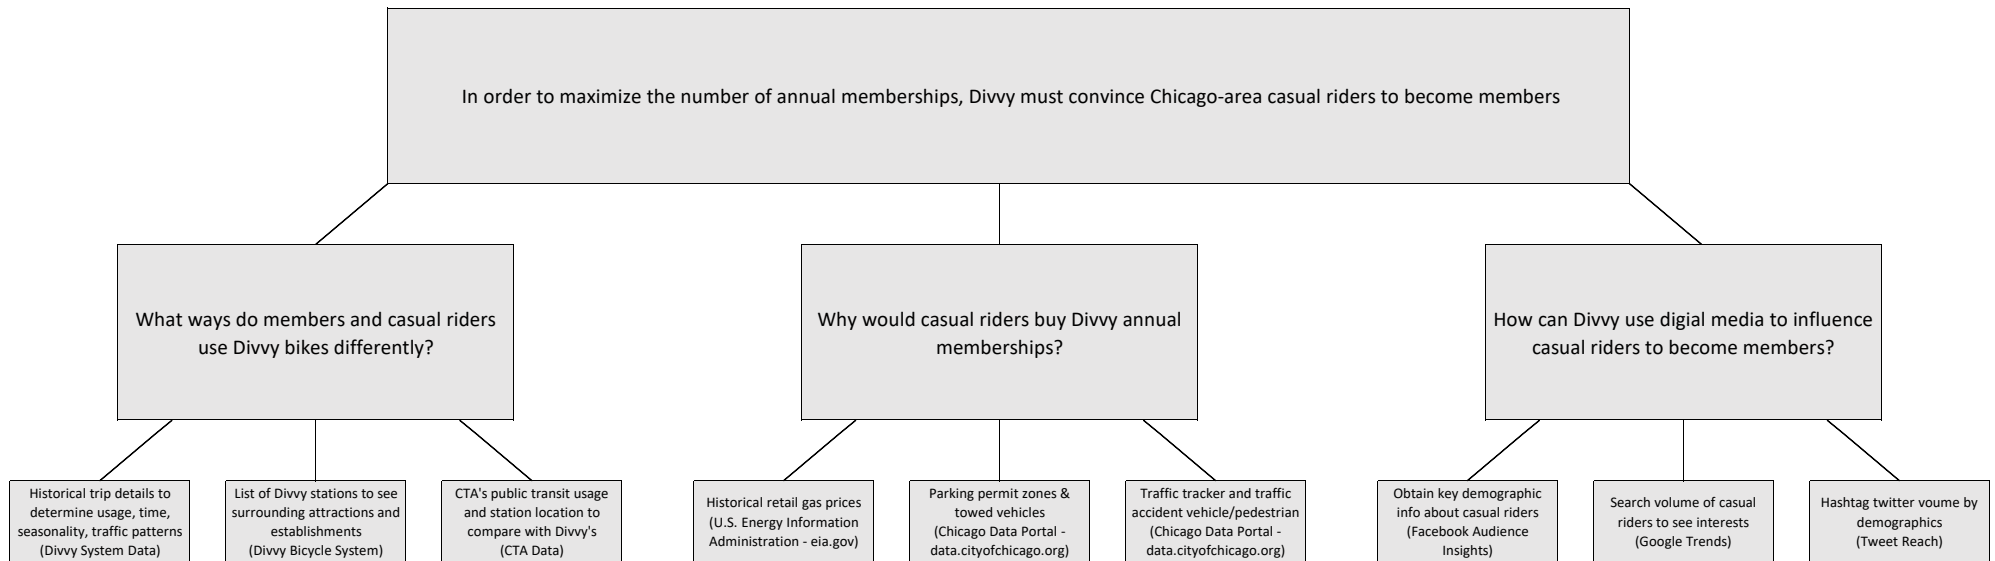 In order to maximize the number of annual memberships, Divvy must convince Chicago-area casual riders to become members
What ways do members and casual riders
use Divvy bikes differently?
Why would casual riders buy Divvy annual
memberships?
How can Divvy use digial media to influence
casual riders to become members?
Historical trip details to
determine usage, time,
seasonality, traffic patterns
(Divvy System Data)
List of Divvy stations to see
surrounding attractions and
establishments
(Divvy Bicycle System)
CTA's public transit usage
and station location to
compare with Divvy's
(CTA Data)
Historical retail gas prices
(U.S. Energy Information
Administration - eia.gov)
Parking permit zones &
towed vehicles
(Chicago Data Portal -
data.cityofchicago.org)
Traffic tracker and traffic
accident vehicle/pedestrian
(Chicago Data Portal -
data.cityofchicago.org)
Obtain key demographic
info about casual riders
(Facebook Audience
Insights)
Search volume of casual
riders to see interests
(Google Trends)
Hashtag twitter voume by
demographics
(Tweet Reach)